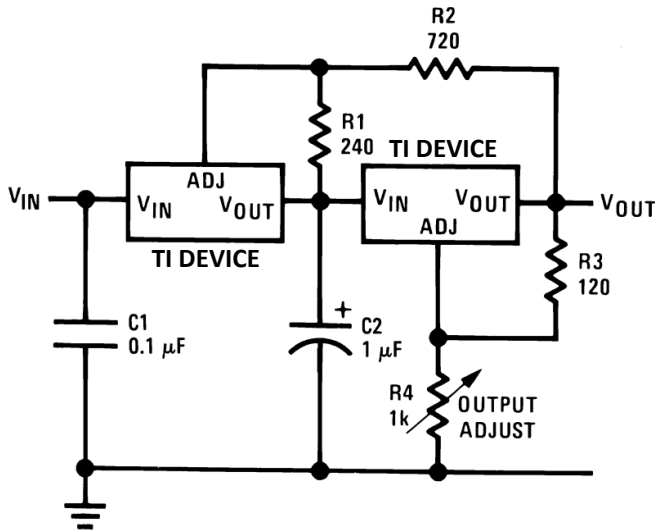 R2
720
R1
240
TI DEVICE
VIN
ADJ
VIN
VOUT
VIN
VOUT
ADJ
VOUT
TI DEVICE
R3
120
C1
0.1 μF
+
C2
1 μF
R4
1k
OUTPUT
ADJUST